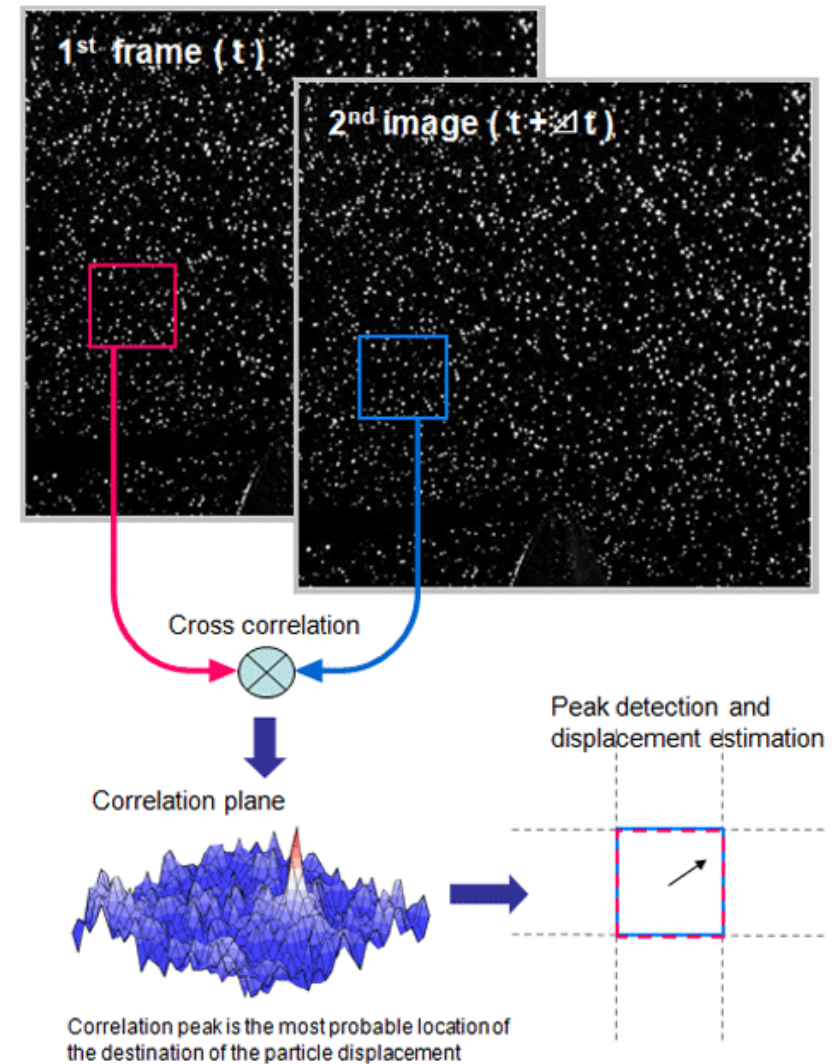 1st frame ( t )
2nd image ( t + ⊿ t )
Cross correlation
Peak detection and
displacement estimation
Correlation plane
Correlation peak is the most probable location of
the destination of the particle displacement